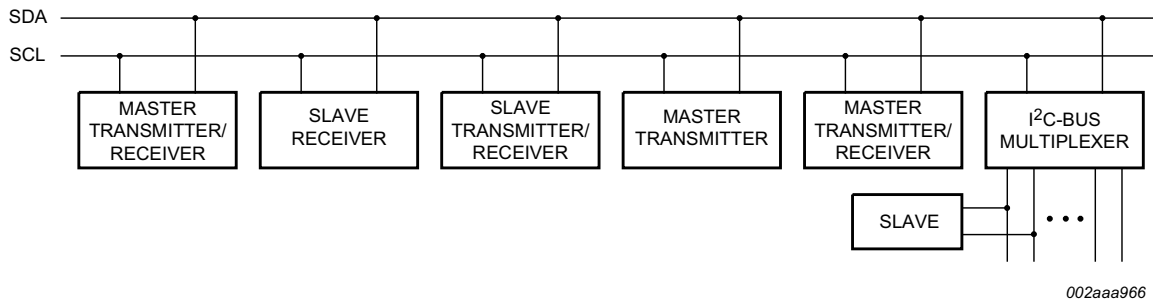 SDA
SCL
MASTER
TRANSMITTER/
RECEIVER
SLAVE
RECEIVER
SLAVE
TRANSMITTER/
RECEIVER
MASTER
TRANSMITTER
MASTER
TRANSMITTER/
RECEIVER
I²C-BUS
MULTIPLEXER
SLAVE
002aaa966